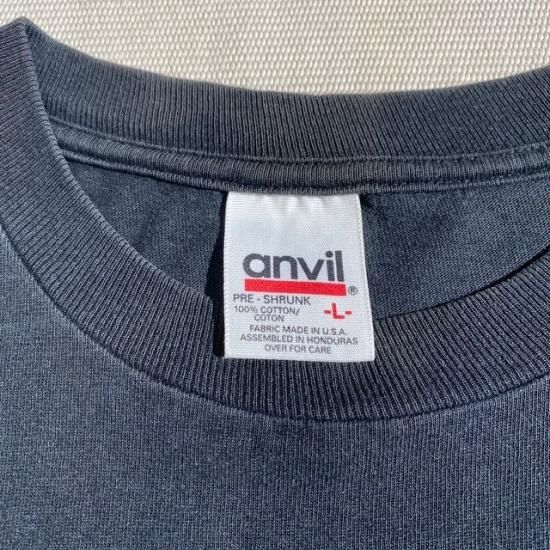 anvil
®
PRE - SHRUNK
100% COTTON/
COTON
-L-
FABRIC MADE IN U.S.A.
ASSEMBLED IN HONDURAS
OVER FOR CARE